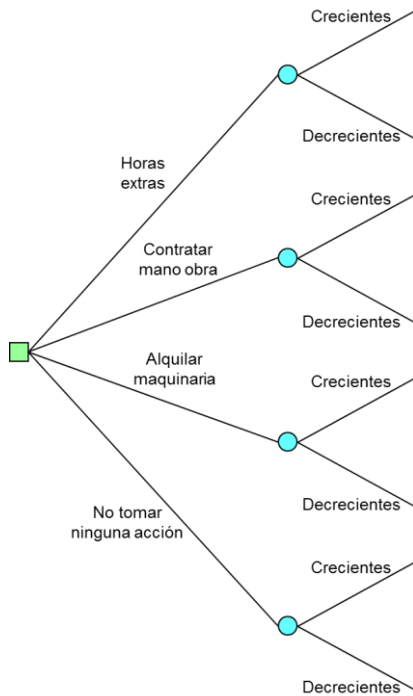 Crecientes
Horas
extras
Decrecientes
Crecientes
Contratar
mano obra
Decrecientes
Alquilar
maquinaria
Crecientes
Decrecientes
No tomar
ninguna acción
Crecientes
Decrecientes